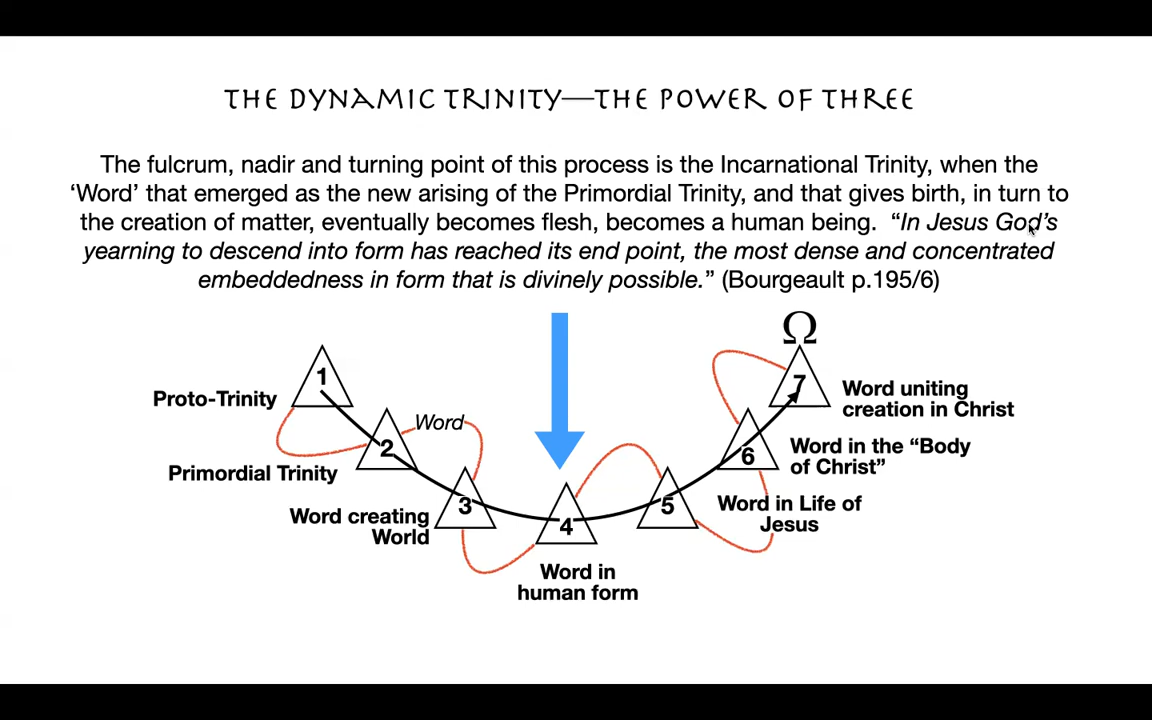 THE DYNAMIC TRINITY—THE POWER OF THREE
The fulcrum, nadir and turning point of this process is the Incarnational Trinity, when the
‘Word’ that emerged as the new arising of the Primordial Trinity, and that gives birth, in turn to
the creation of matter, eventually becomes flesh, becomes a human being. “In Jesus God’s
yearning to descend into form has reached its end point, the most dense and concentrated
embeddedness in form that is divinely possible.” (Bourgeault p.195/6)
Ω
1
Proto-Trinity
7
Word uniting
creation in Christ
Word
2
Primordial Trinity
6
Word in the “Body
of Christ”
3
Word creating
World
4
5
Word in Life of
Jesus
Word in
human form